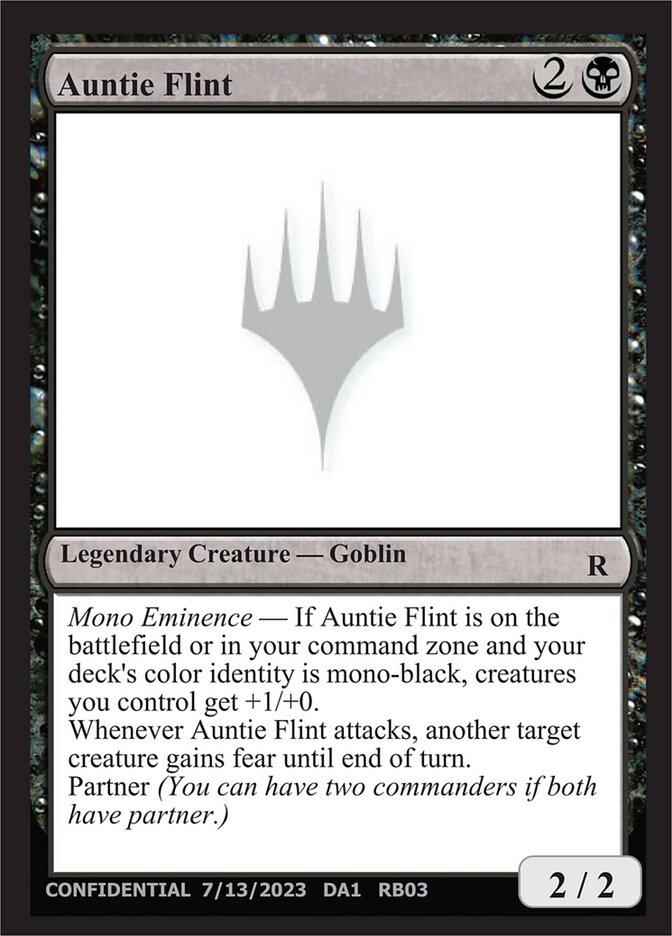 Auntie Flint 2
Legendary Creature — Goblin
R
Mono Eminence — If Auntie Flint is on the
battlefield or in your command zone and your
deck's color identity is mono-black, creatures
you control get +1/+0.
Whenever Auntie Flint attacks, another target
creature gains fear until end of turn.
Partner (You can have two commanders if both
have partner.)
CONFIDENTIAL 7/13/2023 DA1 RB03
2 / 2